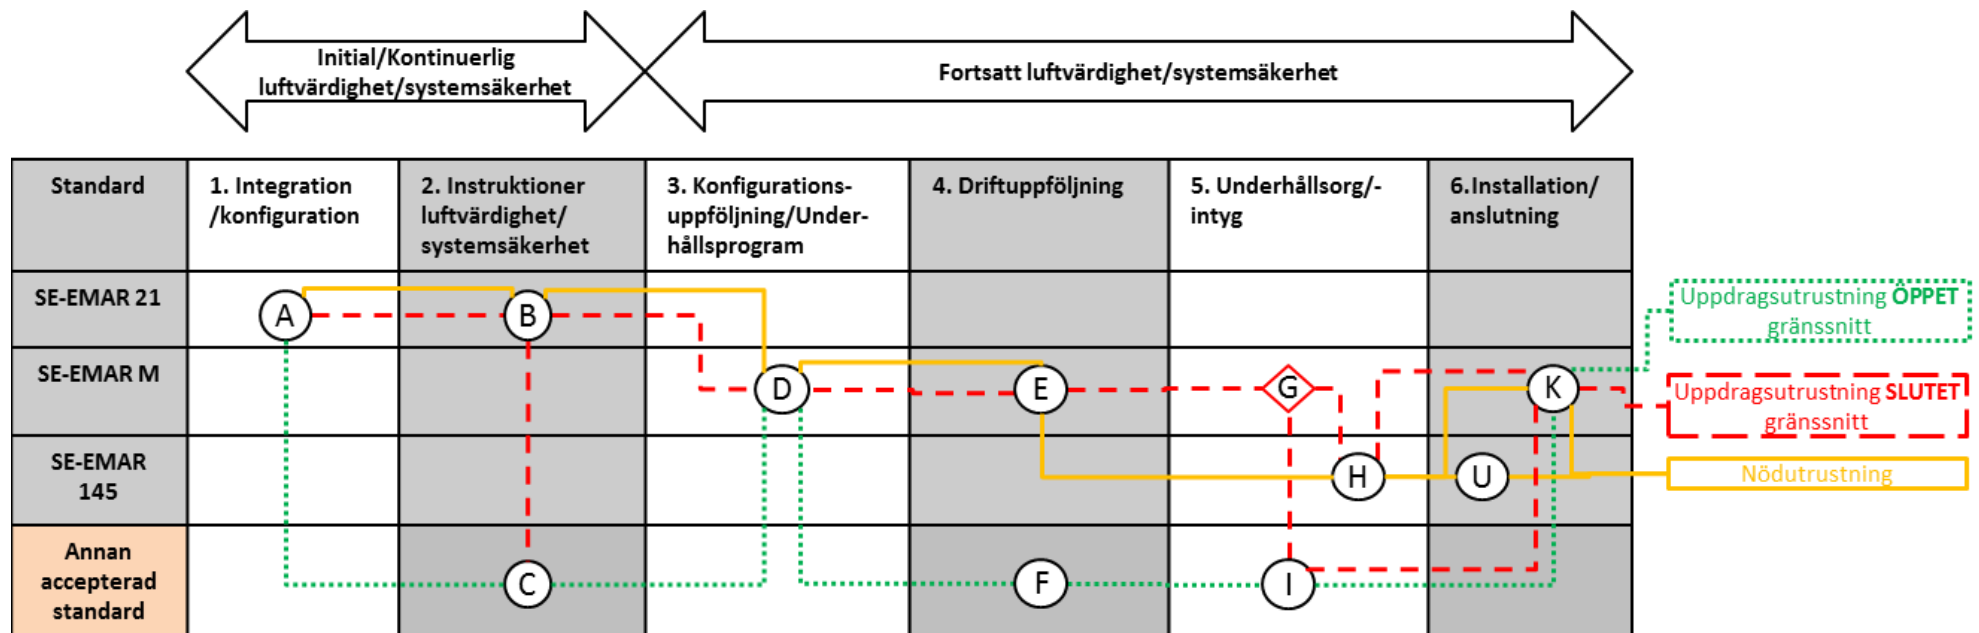 Initial/Kontinuerlig
luftvärdighet/systemsäkerhet
Fortsatt luftvärdighet/systemsäkerhet
Standard
1. Integration
/konfiguration
2. Instruktioner
luftvärdighet/
systemsäkerhet
3. Konfigurations-
uppföljning/Under-
hållsprogram
4. Driftuppföljning
5. Underhållsorg/-
intyg
6.Installation/
anslutning
SE-EMAR 21
A
B
Uppdragsutrustning ÖPPET
gränssnitt
SE-EMAR M
D
E
G
K
Uppdragsutrustning SLUTET
gränssnitt
SE-EMAR
145
H
U
Nödutrustning
Annan
accepterad
standard
C
F
I